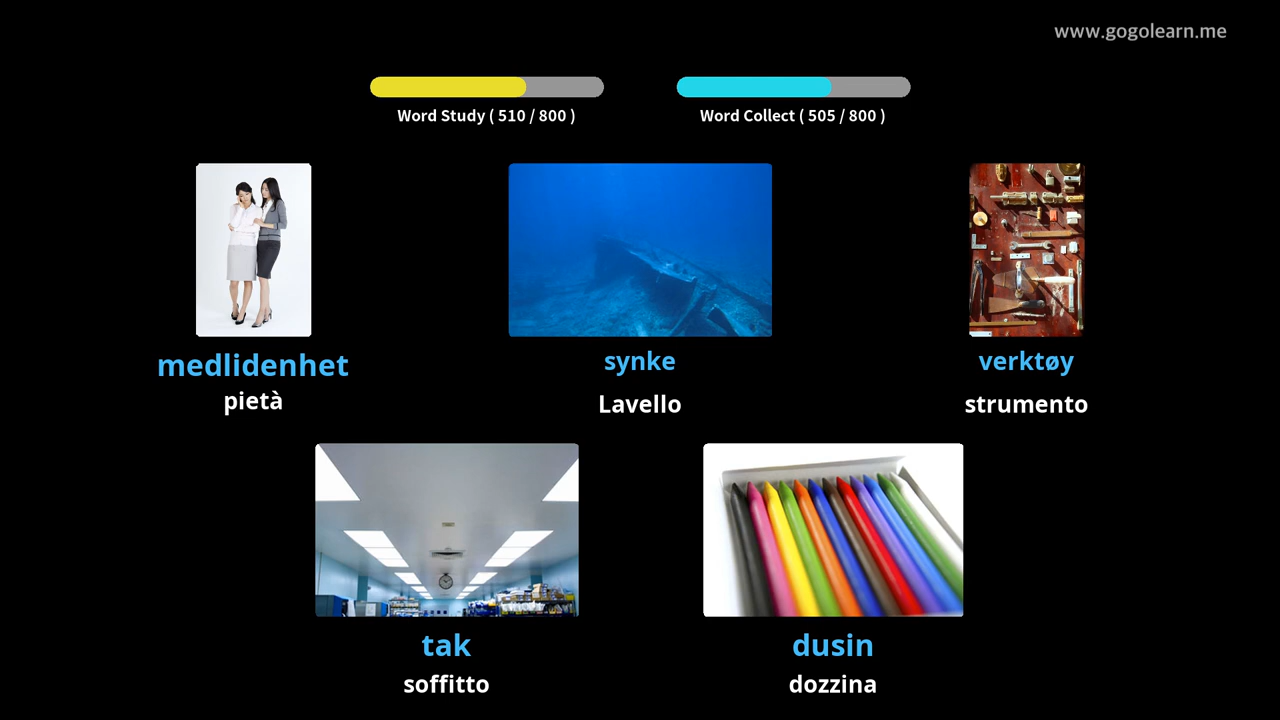 www.gogolearn.me
Word Study ( 510 / 800 )
Word Collect ( 505 / 800 )
medlidenhet
pietà
synke
Lavello
verktøy
strumento
tak
soffitto
dusin
dozzina